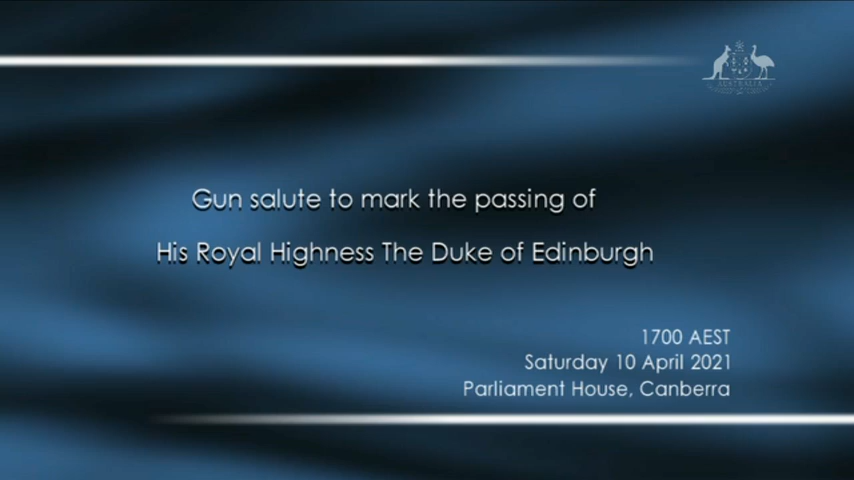 AUSTRALIA
Gun salute to mark the passing of
His Royal Highness The Duke of Edinburgh
1700 AEST
Saturday 10 April 2021
Parliament House, Canberra